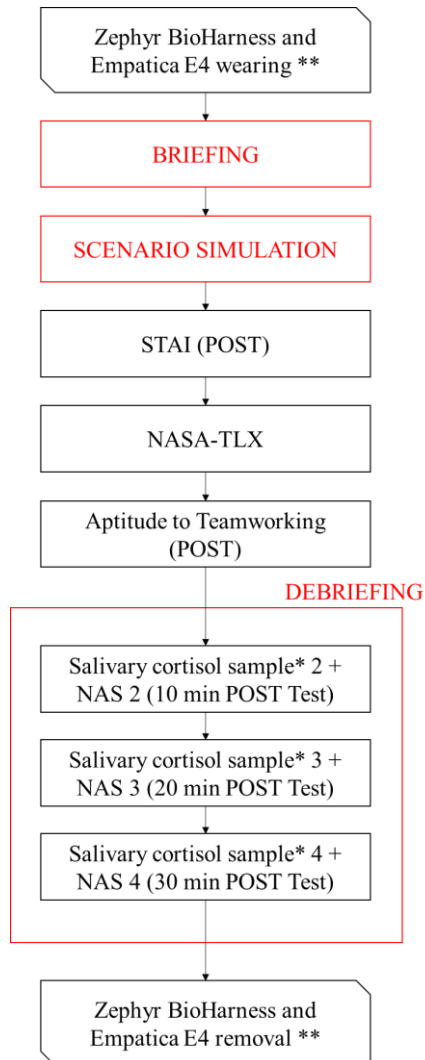 Zephyr BioHarness and
Empatica E4 wearing **
BRIEFING
SCENARIO SIMULATION
STAI (POST)
NASA-TLX
Aptitude to Teamworking
(POST)
DEBRIEFING
Salivary cortisol sample* 2 +
NAS 2 (10 min POST Test)
Salivary cortisol sample* 3 +
NAS 3 (20 min POST Test)
Salivary cortisol sample* 4 +
NAS 4 (30 min POST Test)
Zephyr BioHarness and
Empatica E4 removal **